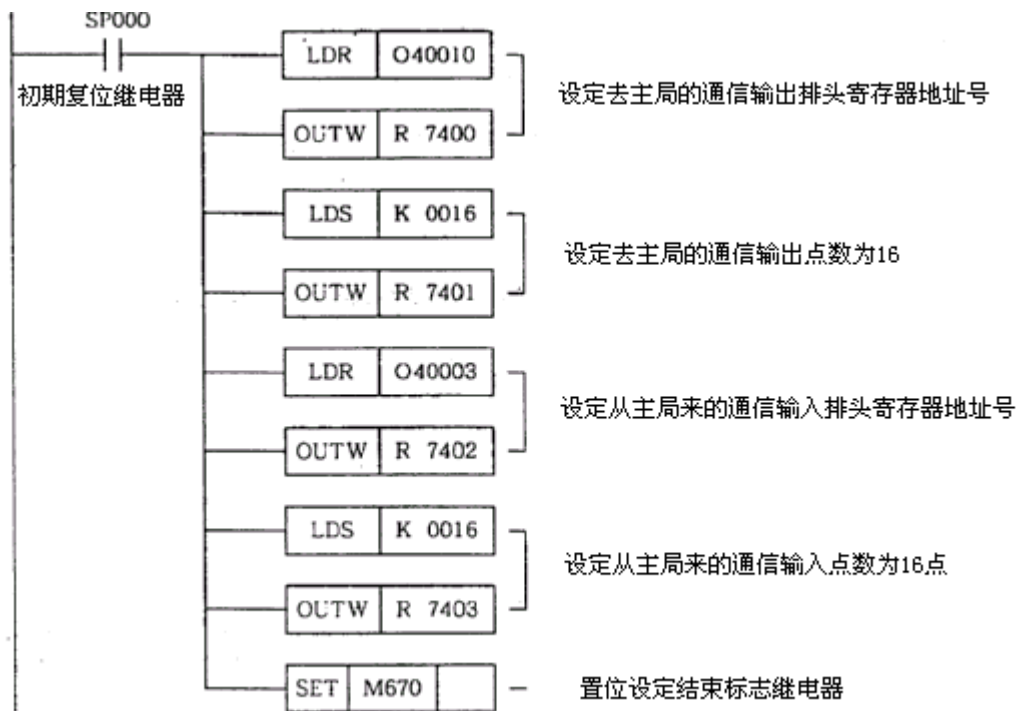 SP000
初期复位继电器
LDR O40010
设定去主局的通信输出排头寄存器地址号
OUTW R 7400
LDS K 0016
设定去主局的通信输出点数为16
OUTW R 7401
LDR O40003
设定从主局来的通信输入排头寄存器地址号
OUTW R 7402
LDS K 0016
设定从主局来的通信输入点数为16点
OUTW R 7403
SET M670
置位设定结束标志继电器